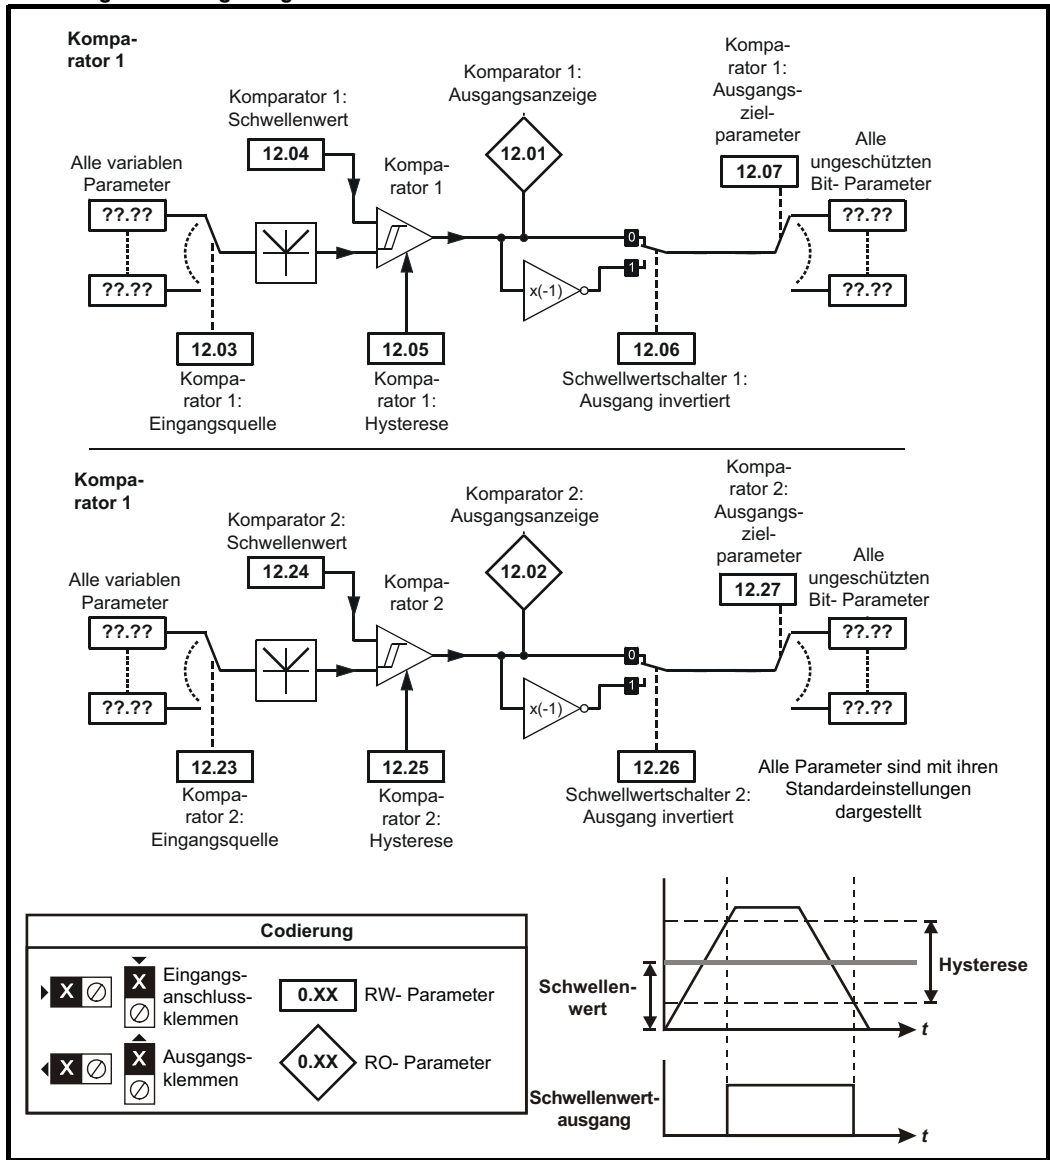 Kompa-
rator 1
Komparator 1:
Schwellenwert
12.04
Komparator 1:
Ausgangsanzeige
12.01
Kompa-
rator 1:
Ausgangs-
ziel-
parameter
12.07
Alle variablen
Parameter
??.??
??.??
Kompa-
rator 1
Alle
ungeschützten
Bit- Parameter
??.??
??.??
0
1
x(-1)
12.03
Kompa-
rator 1:
Eingangsquelle
12.05
Kompa-
rator 1:
Hysterese
12.06
Schwellwertschalter 1:
Ausgang invertiert
Kompa-
rator 1
Komparator 2:
Schwellenwert
12.24
Komparator 2:
Ausgangsanzeige
12.02
Kompa-
rator 2:
Ausgangs-
ziel-
parameter
12.27
Alle variablen
Parameter
??.??
??.??
Kompa-
rator 2
Alle
ungeschützten
Bit- Parameter
??.??
??.??
0
1
x(-1)
12.23
Kompa-
rator 2:
Eingangsquelle
12.25
Kompa-
rator 2:
Hysterese
12.26
Schwellwertschalter 2:
Ausgang invertiert
Alle Parameter sind mit ihren
Standardeinstellungen
dargestellt
Codierung
X
X
Eingangs-
anschluss-
klemmen
0.XX
RW- Parameter
X
X
Ausgangs-
klemmen
0.XX
RO- Parameter
Schwellen-
wert
Hysterese
t
Schwellenwert-
ausgang
t